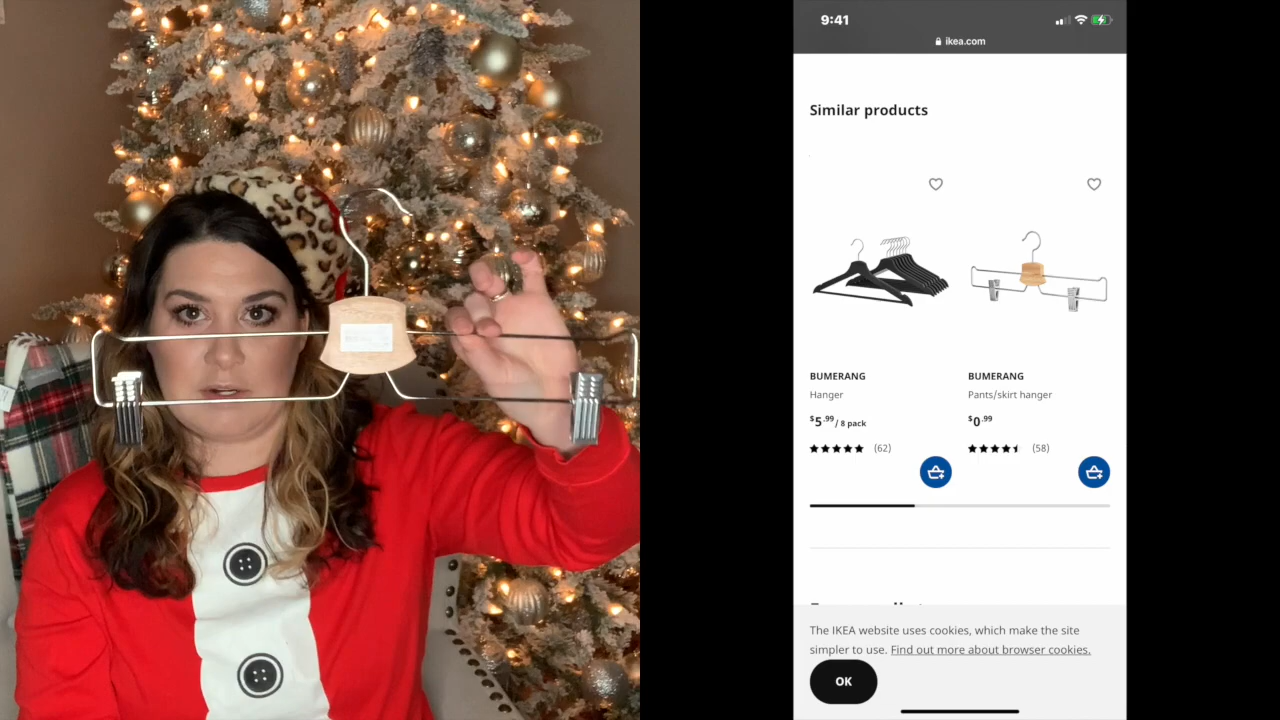 9:41
ikea.com
Similar products
BUMERANG
Hanger
$5.99/ 8 pack
(62)
BUMERANG
Pants/skirt hanger
$0.99
(58)
The IKEA website uses cookies, which make the site
simpler to use. Find out more about browser cookies.
OK